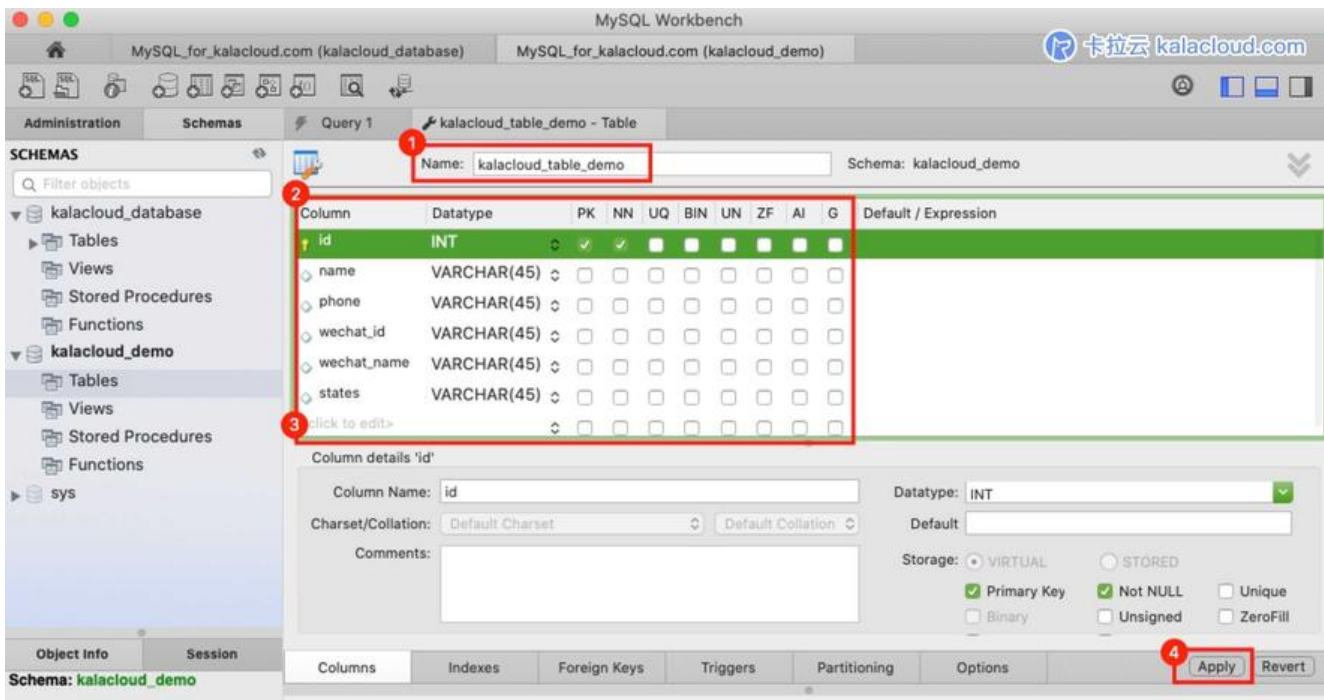 MySQL Workbench
MySQL_for_kalacloud.com (kalacloud_database)
MySQL_for_kalacloud.com (kalacloud_demo)
卡拉云 kalacloud.com
Administration
Schemas
Query 1
kalacloud_table_demo - Table
SCHEMAS
Filter objects
kalacloud_database
Tables
Views
Stored Procedures
Functions
kalacloud_demo
Tables
Views
Stored Procedures
Functions
sys
1
Name: kalacloud_table_demo
Schema: kalacloud_demo
2
Column Datatype PK NN UQ BIN UN ZF AI G Default / Expression
id INT
name VARCHAR(45)
phone VARCHAR(45)
wechat_id VARCHAR(45)
wechat_name VARCHAR(45)
states VARCHAR(45)
3
click to edit>
Column details 'id'
Column Name: id
Datatype: INT
Charset/Collation: Default Charset Default Collation
Default
Comments:
Storage: VIRTUAL STORED
Primary Key Not NULL Unique
Binary Unsigned ZeroFill
Object Info Session
Schema: kalacloud_demo
Columns Indexes Foreign Keys Triggers Partitioning Options
4
Apply Revert